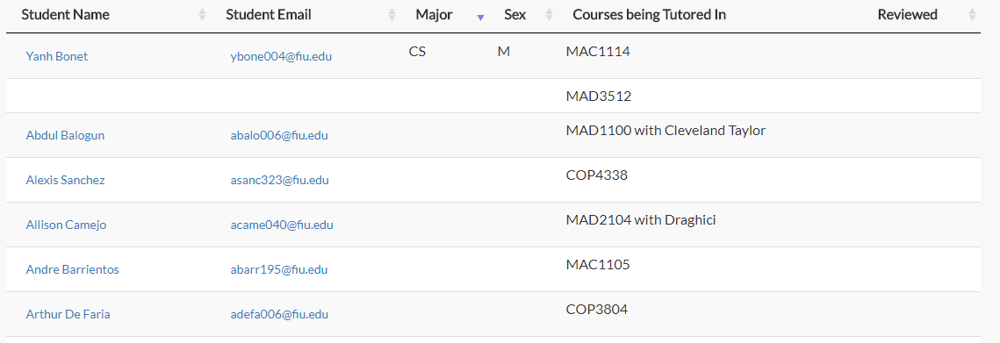 Student Name Student Email Major Sex Courses being Tutored In Reviewed
Yanh Bonet ybone004@fiu.edu CS M MAC1114
MAD3512
Abdul Balogun abalo006@fiu.edu MAD1100 with Cleveland Taylor
Alexis Sanchez asanc323@fiu.edu COP4338
Allison Camejo acame040@fiu.edu MAD2104 with Draghici
Andre Barrientos abarr195@fiu.edu MAC1105
Arthur De Faria adefa006@fiu.edu COP3804